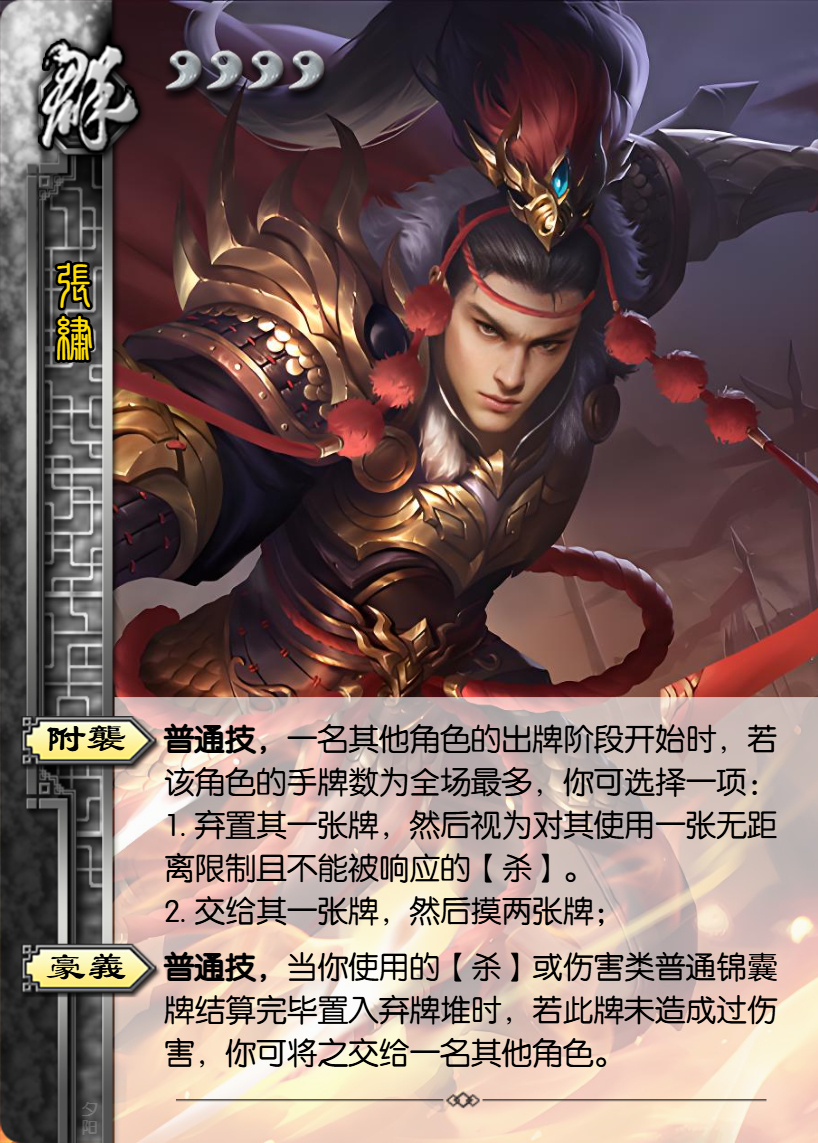 群
張繡
附襲
普通技，一名其他角色的出牌阶段开始时，若
该角色的手牌数为全场最多，你可选择一项：
1. 弃置其一张牌，然后视为对其使用一张无距
离限制且不能被响应的【杀】。
2. 交给其一张牌，然后摸两张牌；
豪義
普通技，当你使用的【杀】或伤害类普通锦囊
牌结算完毕置入弃牌堆时，若此牌未造成过伤
害，你可将之交给一名其他角色。
夕阳